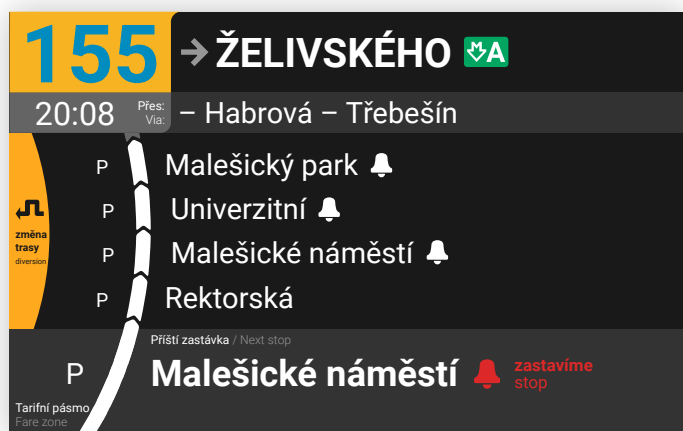 155 → ŽELIVSKÉHO A
20:08 Přes: – Habrová – Třebešín
Via:
P Malešický park
P Univerzitní
P Malešické náměstí
P Rektorská
změna
trasy
diversion
Příští zastávka / Next stop
P Malešické náměstí zastavíme
stop
Tarifní pásmo
Fare zone